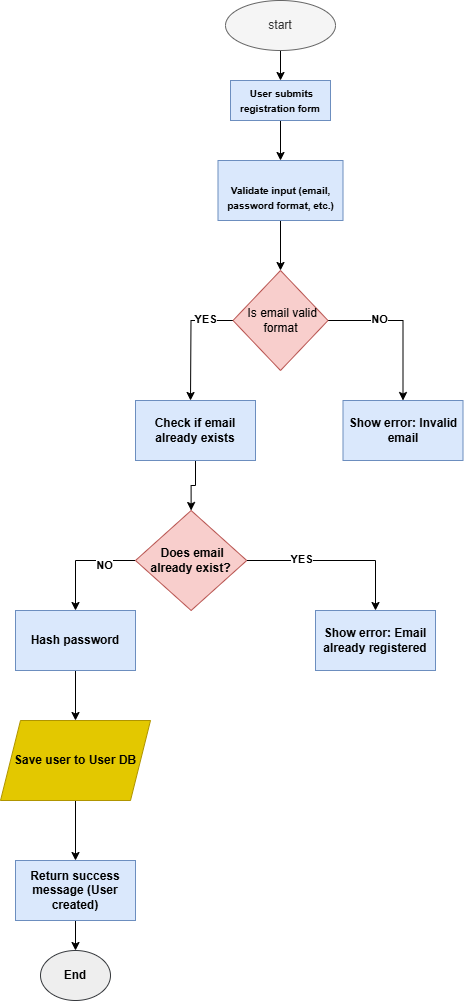 start
User submits
registration form
Validate input (email,
password format, etc.)
Is email valid
format
YES
NO
Check if email
already exists
Show error: Invalid
email
Does email
already exist?
NO
YES
Hash password
Show error: Email
already registered
Save user to User DB
Return success
message (User
created)
End